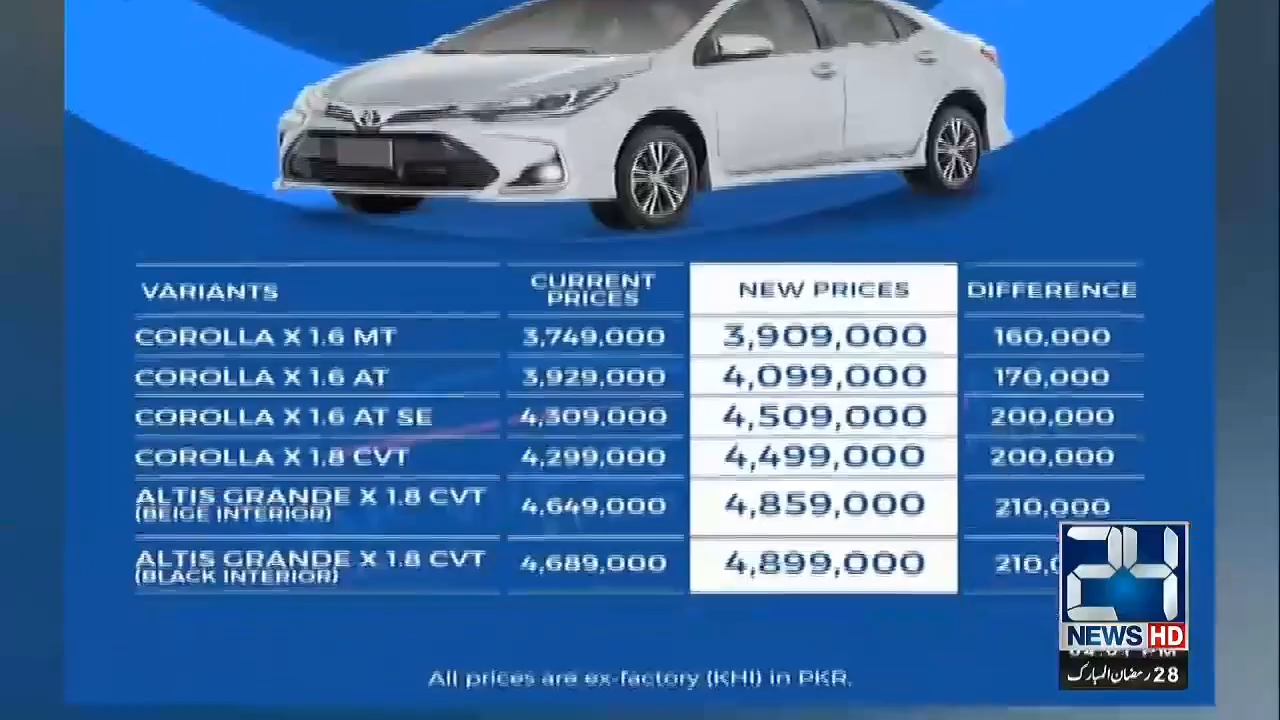 VARIANTS CURRENT PRICES NEW PRICES DIFFERENCE
COROLLA X 1.6 MT 3,749,000 3,909,000 160,000
COROLLA X 1.6 AT 3,929,000 4,099,000 170,000
COROLLA X 1.6 AT SE 4,309,000 4,509,000 200,000
COROLLA X 1.8 CVT 4,299,000 4,499,000 200,000
ALTIS GRANDE X 1.8 CVT 4,649,000 4,859,000 210,000
(BEIGE INTERIOR)
ALTIS GRANDE X 1.8 CVT 4,689,000 4,899,000 210,0
(BLACK INTERIOR)
All prices are ex-factory (KHI) in PKR.
24
NEWS HD
28 رمضان المبارک